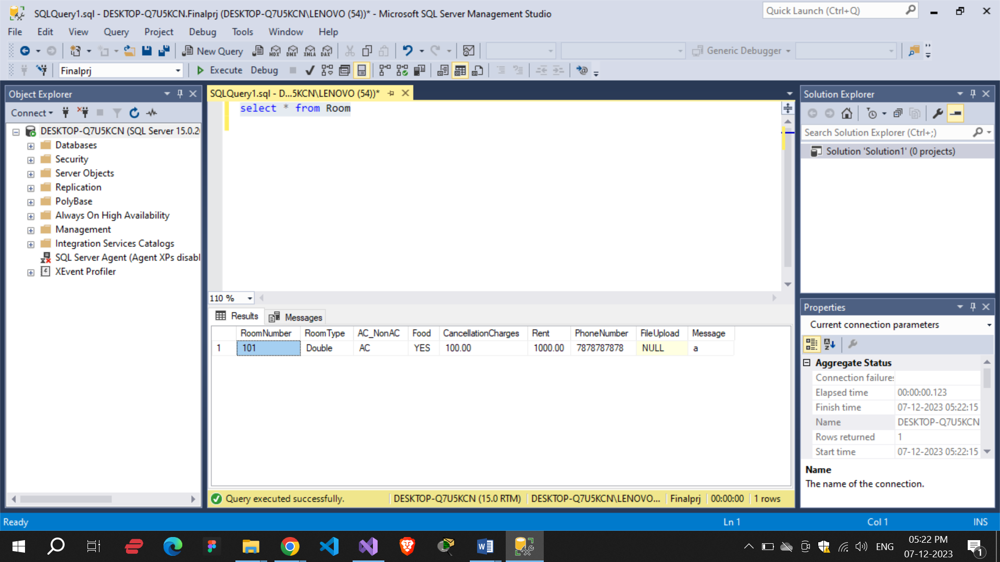 SQLQuery1.sql - DESKTOP-Q7U5KCN.Finalprj (DESKTOP-Q7U5KCN\LENOVO (54))* - Microsoft SQL Server Management Studio
Quick Launch (Ctrl+Q)
File Edit View Query Project Debug Tools Window Help
New Query MDX DMX XMLA DAX Generic Debugger
Finalprj Execute Debug
Object Explorer
Connect
DESKTOP-Q7U5KCN (SQL Server 15.0.2
Databases
Security
Server Objects
Replication
PolyBase
Always On High Availability
Management
Integration Services Catalogs
SQL Server Agent (Agent XPs disabl
XEvent Profiler
SQLQuery1.sql - D...5KCN\LENOVO (54))*
select * from Room
110 %
Results Messages
RoomNumber RoomType AC_NonAC Food CancellationCharges Rent PhoneNumber FileUpload Message
1 101 Double AC YES 100.00 1000.00 7878787878 NULL a
Query executed successfully. DESKTOP-Q7U5KCN (15.0 RTM) DESKTOP-Q7U5KCN\LENOVO... Finalprj 00:00:00 1 rows
Solution Explorer
Search Solution Explorer (Ctrl+;)
Solution 'Solution1' (0 projects)
Properties
Current connection parameters
Aggregate Status
Connection failures
Elapsed time 00:00:00.123
Finish time 07-12-2023 05:22:15
Name DESKTOP-Q7U5KCN
Rows returned 1
Start time 07-12-2023 05:22:15
Name
The name of the connection.
Ready Ln 1 Col 1 INS
ENG
05:22 PM
07-12-2023
1